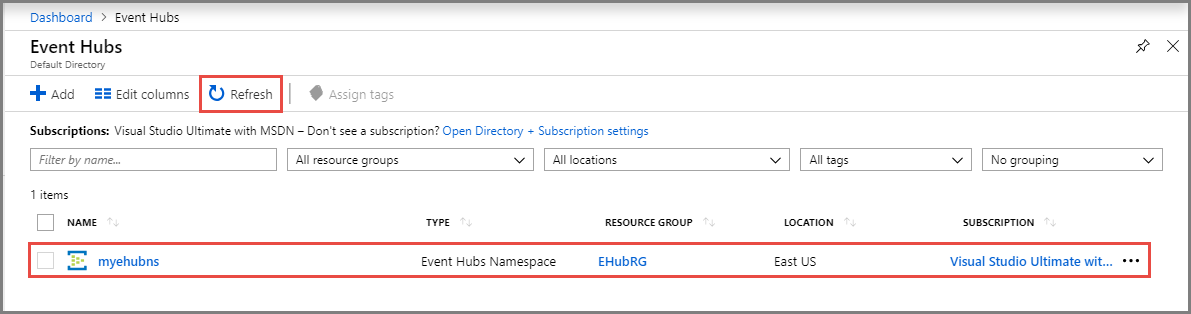 Dashboard > Event Hubs
Event Hubs
Default Directory
Add Edit columns Refresh Assign tags
Subscriptions: Visual Studio Ultimate with MSDN – Don't see a subscription? Open Directory + Subscription settings
Filter by name... All resource groups All locations All tags No grouping
1 items
NAME TYPE RESOURCE GROUP LOCATION SUBSCRIPTION
myehubns Event Hubs Namespace EHubRG East US Visual Studio Ultimate wit... •••